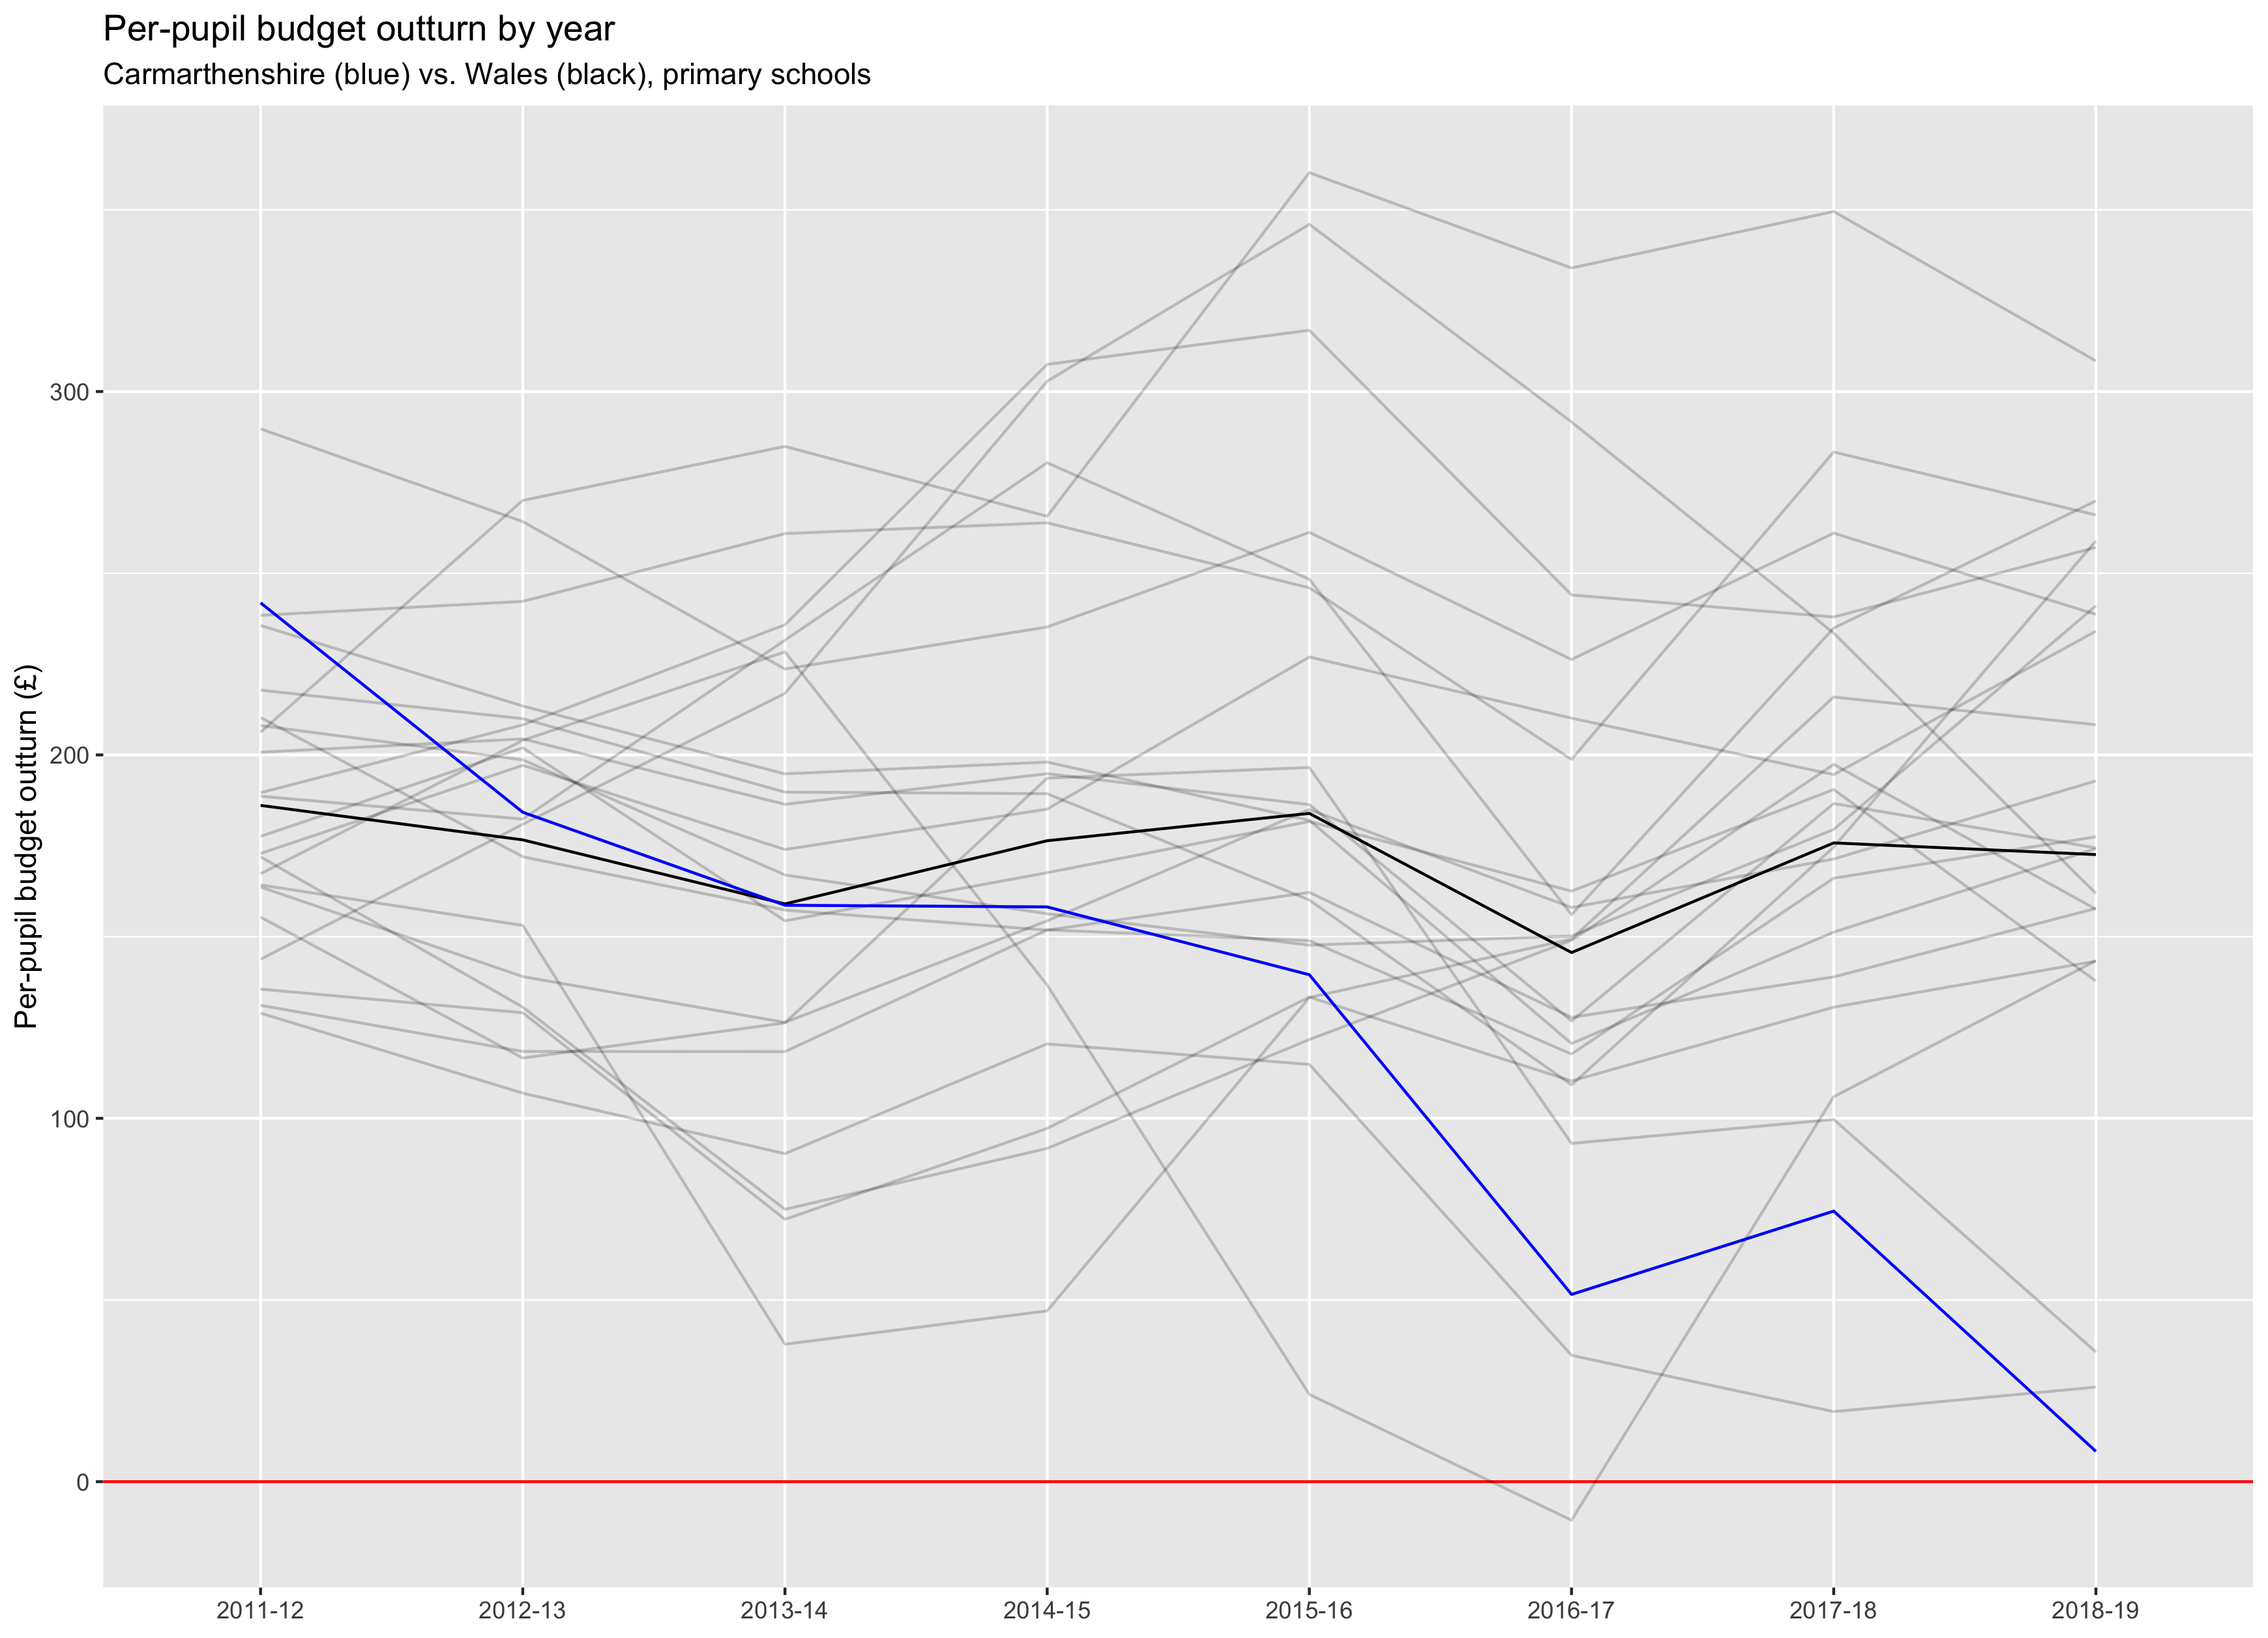 Per-pupil budget outturn by year
Carmarthenshire (blue) vs. Wales (black), primary schools
Per-pupil budget outturn (£)
300
200
100
0
2011-12 2012-13 2013-14 2014-15 2015-16 2016-17 2017-18 2018-19